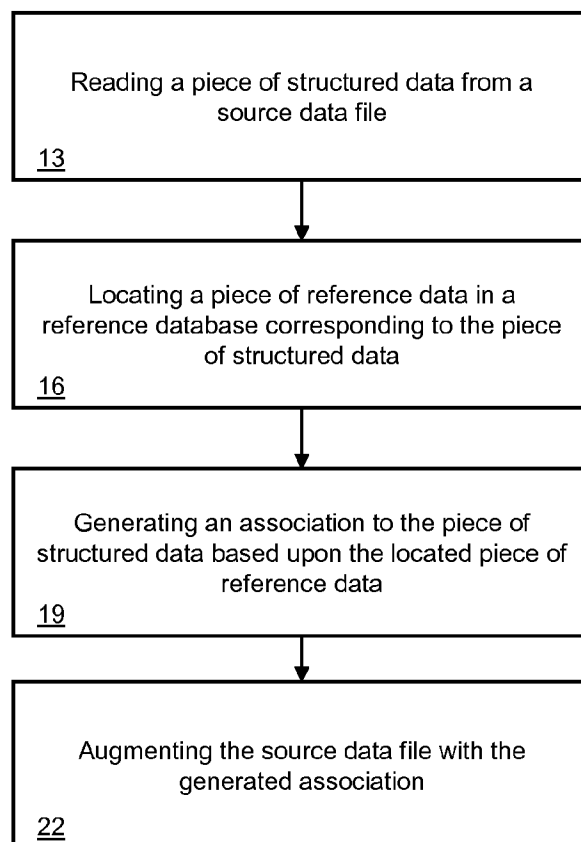 Reading a piece of structured data from a
source data file
13
Locating a piece of reference data in a
reference database corresponding to the piece
of structured data
16
Generating an association to the piece of
structured data based upon the located piece of
reference data
19
Augmenting the source data file with the
generated association
22